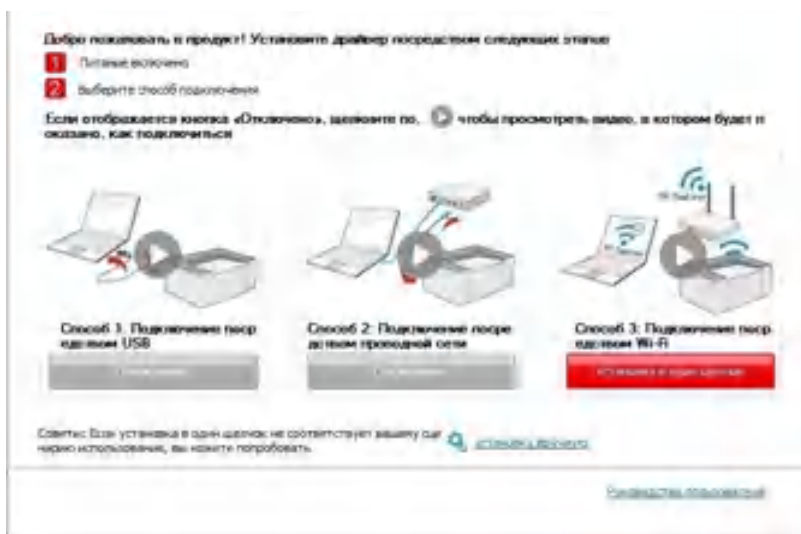 Добро пожаловать в продукт! Установите драйвер посредством следующих этапов
1 Питание включено
2 Выберите способ подключения
Если отображается кнопка «Отключено», щелкните по, чтобы просмотреть видео, в котором будет п
оказано, как подключиться
Способ 1. Подключение поср
едством USB
Способ 2: Подключение посре
дством проводной сети
Способ 3: Подключение поср
едством Wi-Fi
Установка в один щелчок
Советы: Если установка в один щелчок не соответствует вашему сце
нарию использования, вы можете попробовать
установка вручную
Руководство пользователя